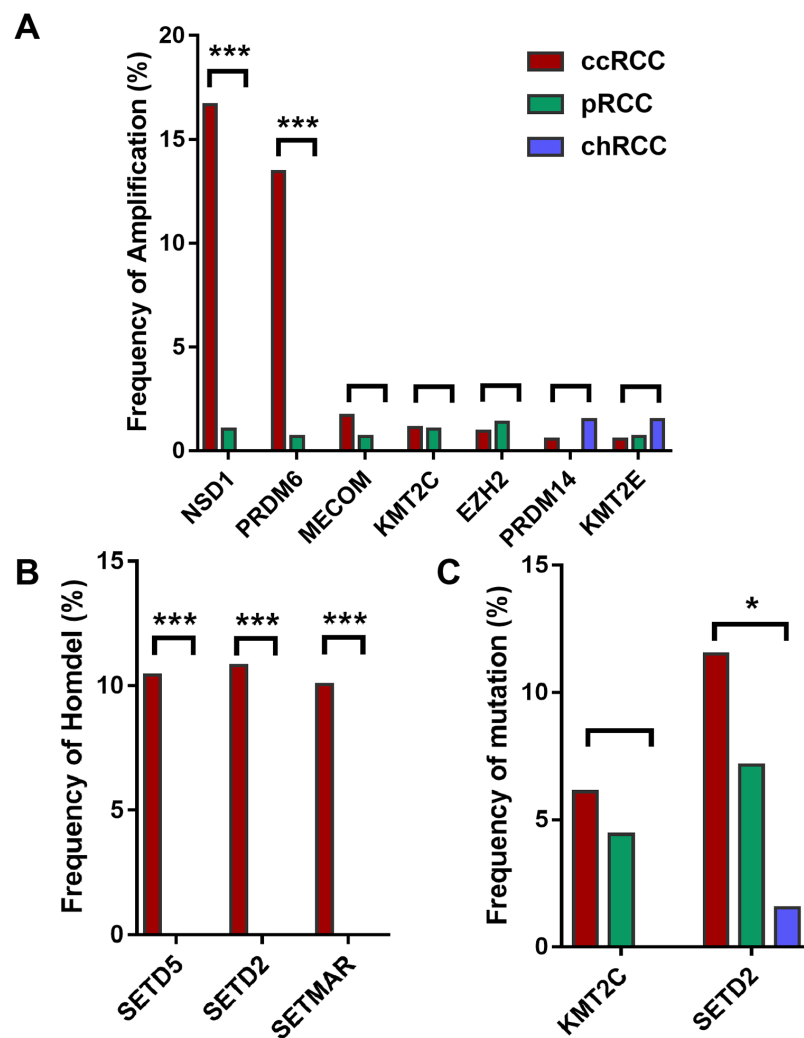 A
Frequency of Amplification (%)
20
15
10
5
0
***
***
ccRCC
pRCC
chRCC
NSD1
PRDM6
MECOM
KMT2C
EZH2
PRDM14
KMT2E
B
Frequency of Homdel (%)
15
10
5
0
***
***
***
SETD5
SETD2
SETMAR
C
Frequency of mutation (%)
15
10
5
0
*
KMT2C
SETD2